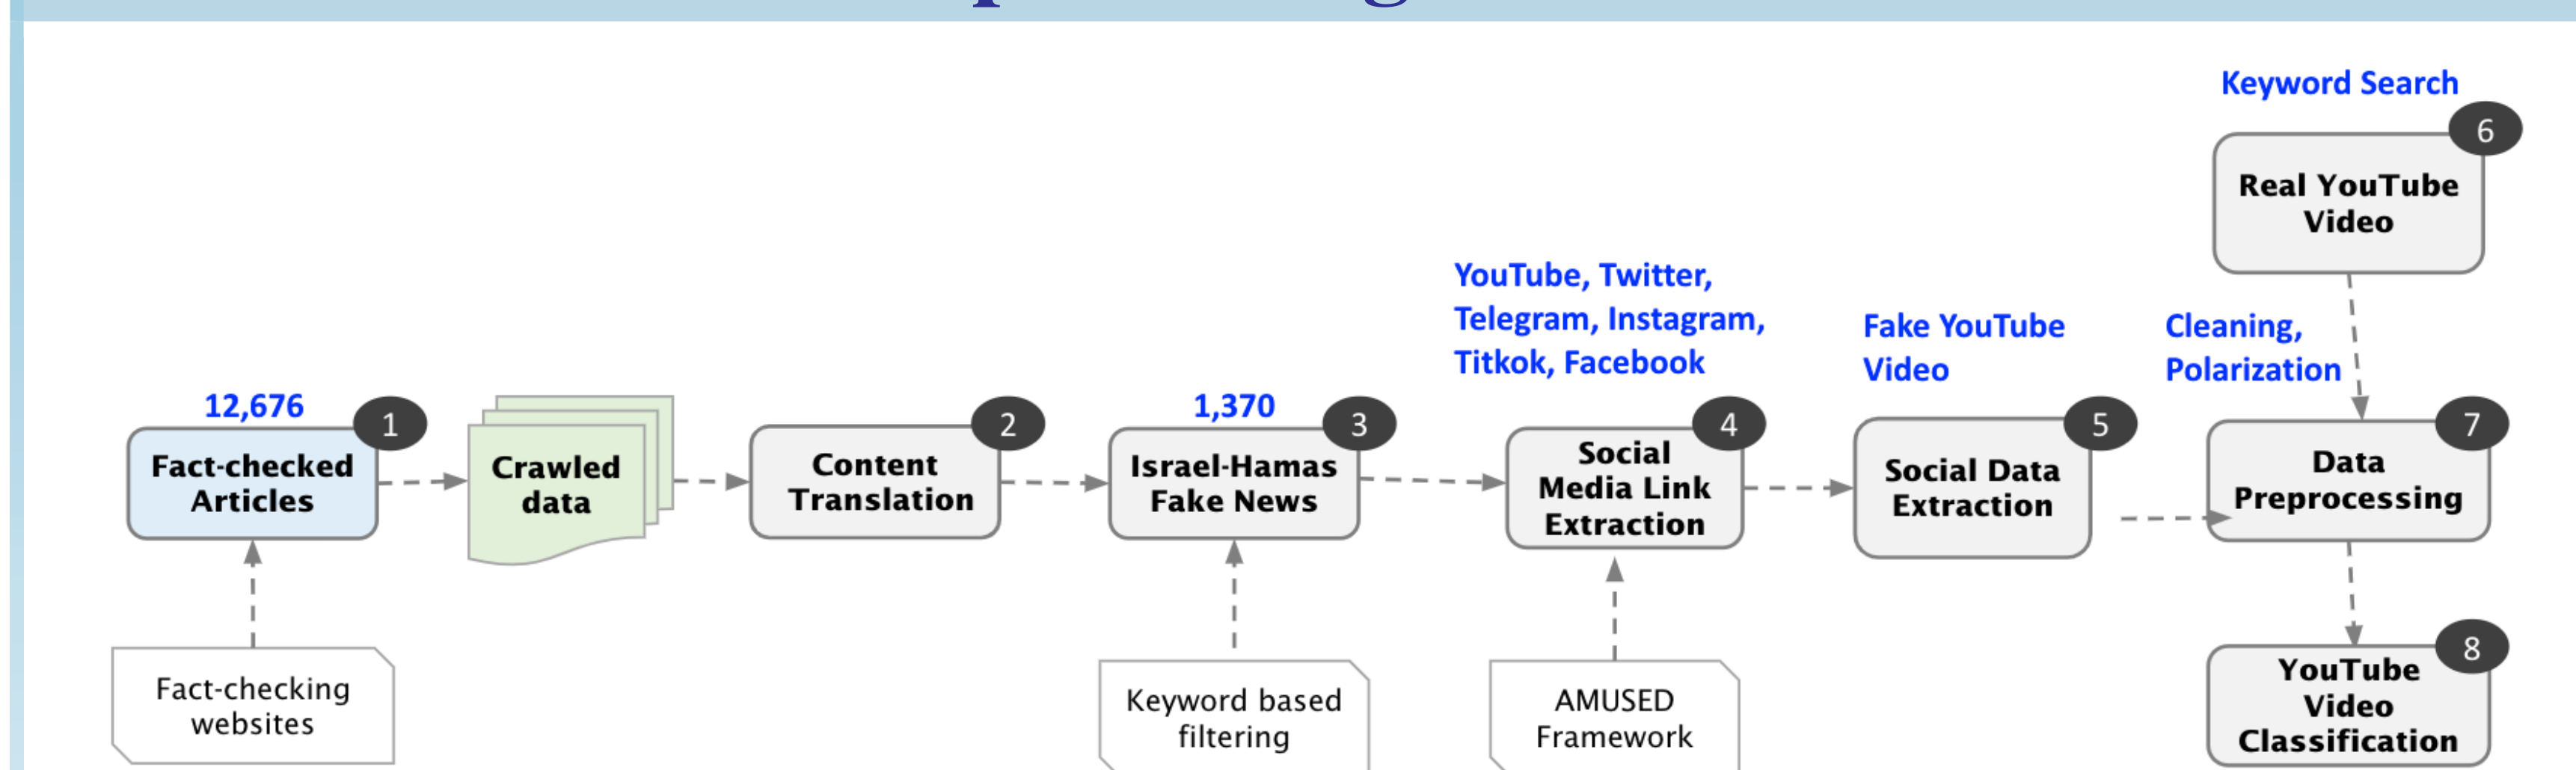 Keyword Search
6
Real YouTube
Video
YouTube, Twitter,
Telegram, Instagram,
Titkok, Facebook
Fake YouTube
Video
Cleaning,
Polarization
12,676
1
Fact-checked
Articles
Crawled
data
2
Content
Translation
1,370
3
Israel-Hamas
Fake News
4
Social
Media Link
Extraction
5
Social Data
Extraction
7
Data
Preprocessing
Fact-checking
websites
Keyword based
filtering
AMUSED
Framework
8
YouTube
Video
Classification